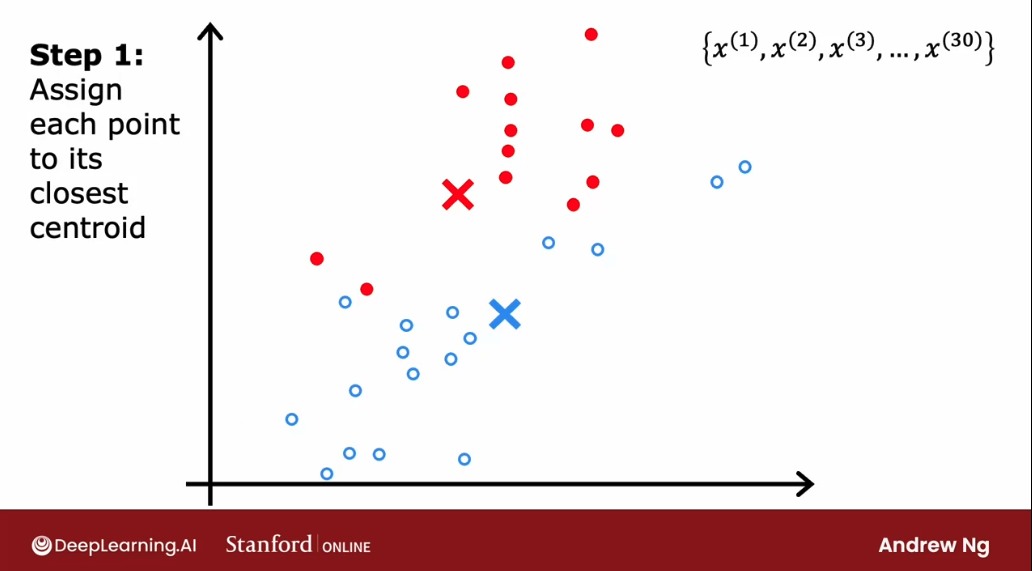 Step 1:
Assign
each point
to its
closest
centroid
{x⁽¹⁾, x⁽²⁾, x⁽³⁾, ..., x⁽³⁰⁾}
DeepLearning.AI
Stanford | ONLINE
Andrew Ng